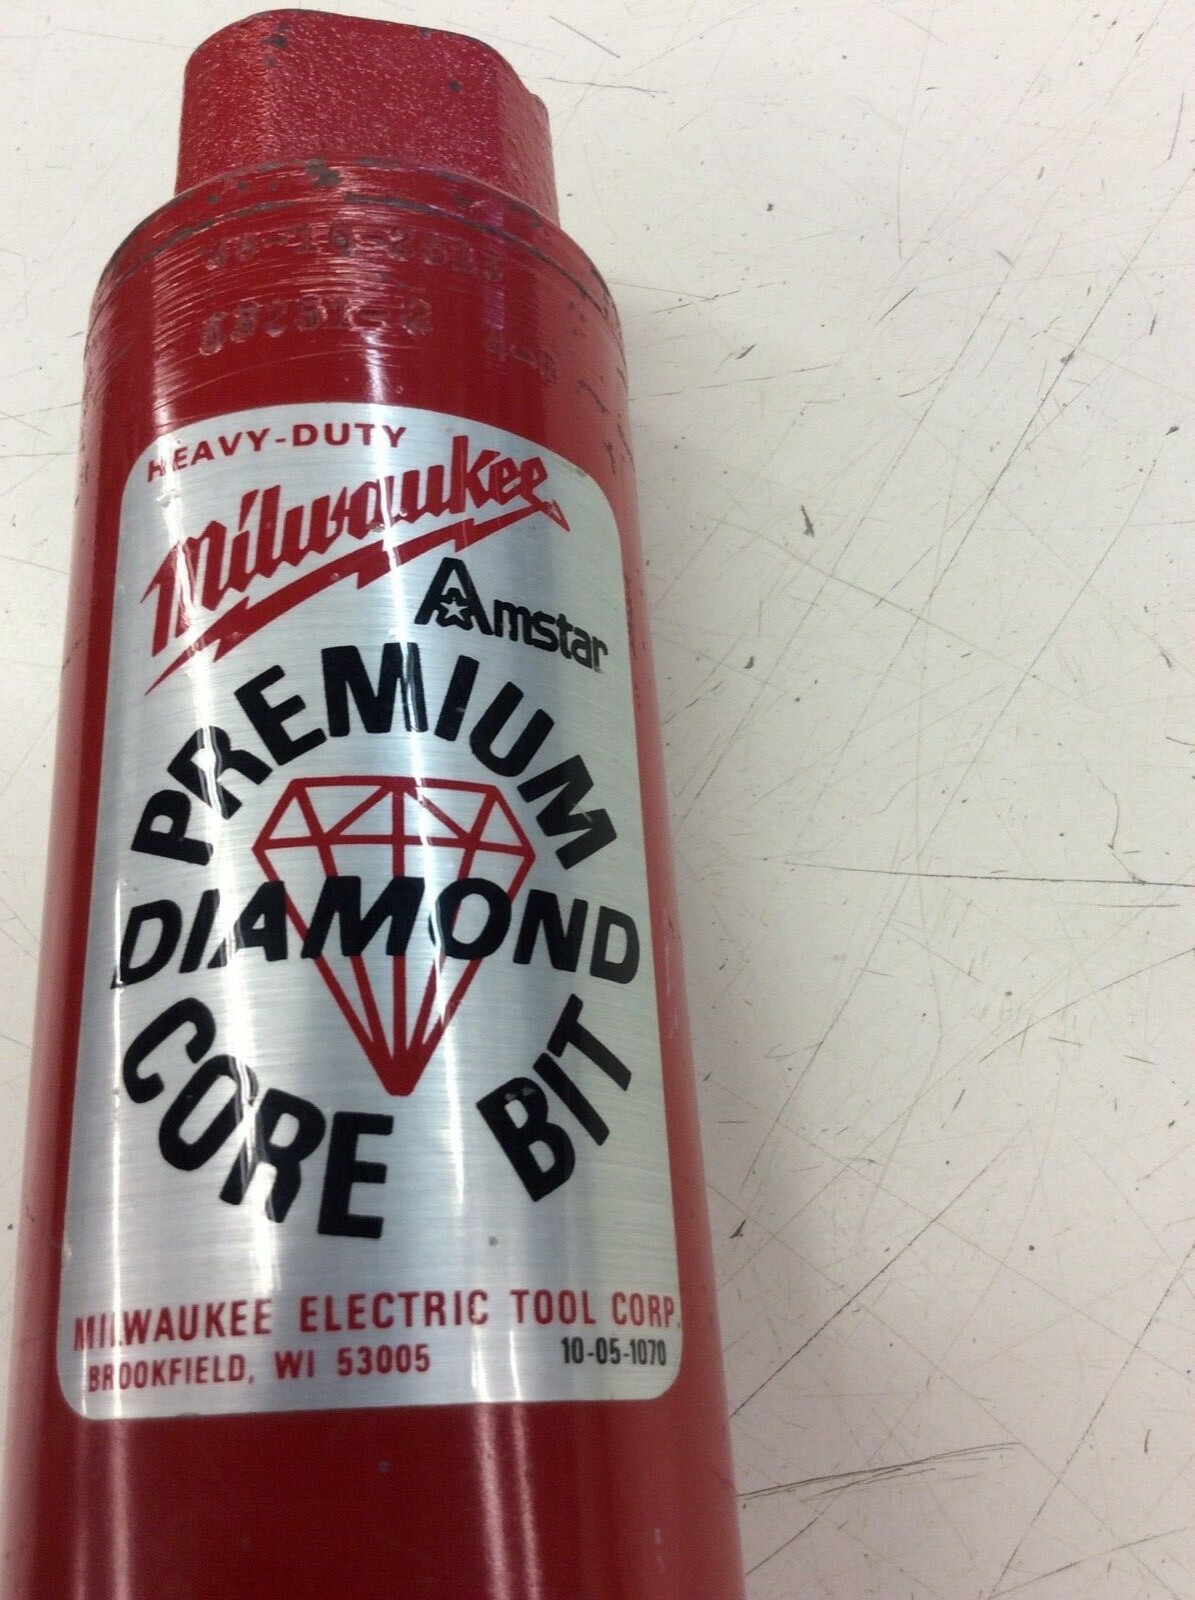 HEAVY-DUTY
Milwaukee
Amstar
PREMIUM
DIAMOND
CORE BIT
MILWAUKEE ELECTRIC TOOL CORP.
BROOKFIELD, WI 53005
10-05-1070